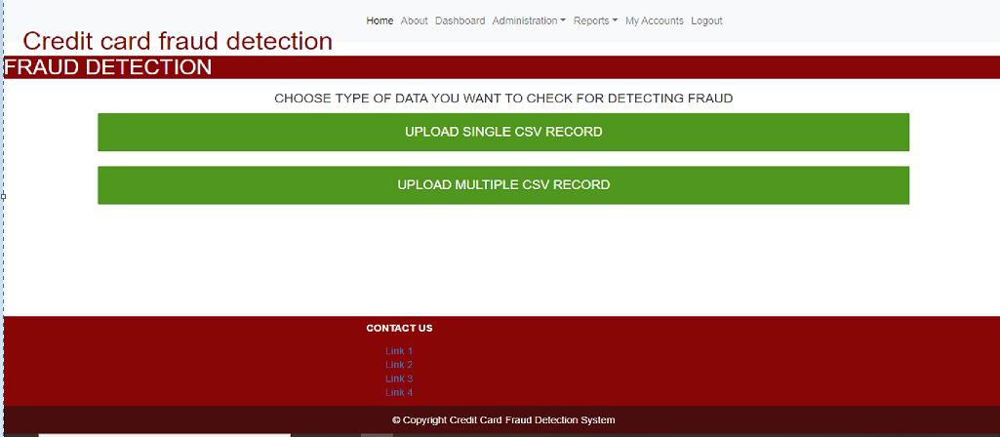 Home About Dashboard Administration Reports My Accounts Logout
Credit card fraud detection
FRAUD DETECTION
CHOOSE TYPE OF DATA YOU WANT TO CHECK FOR DETECTING FRAUD
UPLOAD SINGLE CSV RECORD
UPLOAD MULTIPLE CSV RECORD
CONTACT US
Link 1
Link 2
Link 3
Link 4
© Copyright Credit Card Fraud Detection System